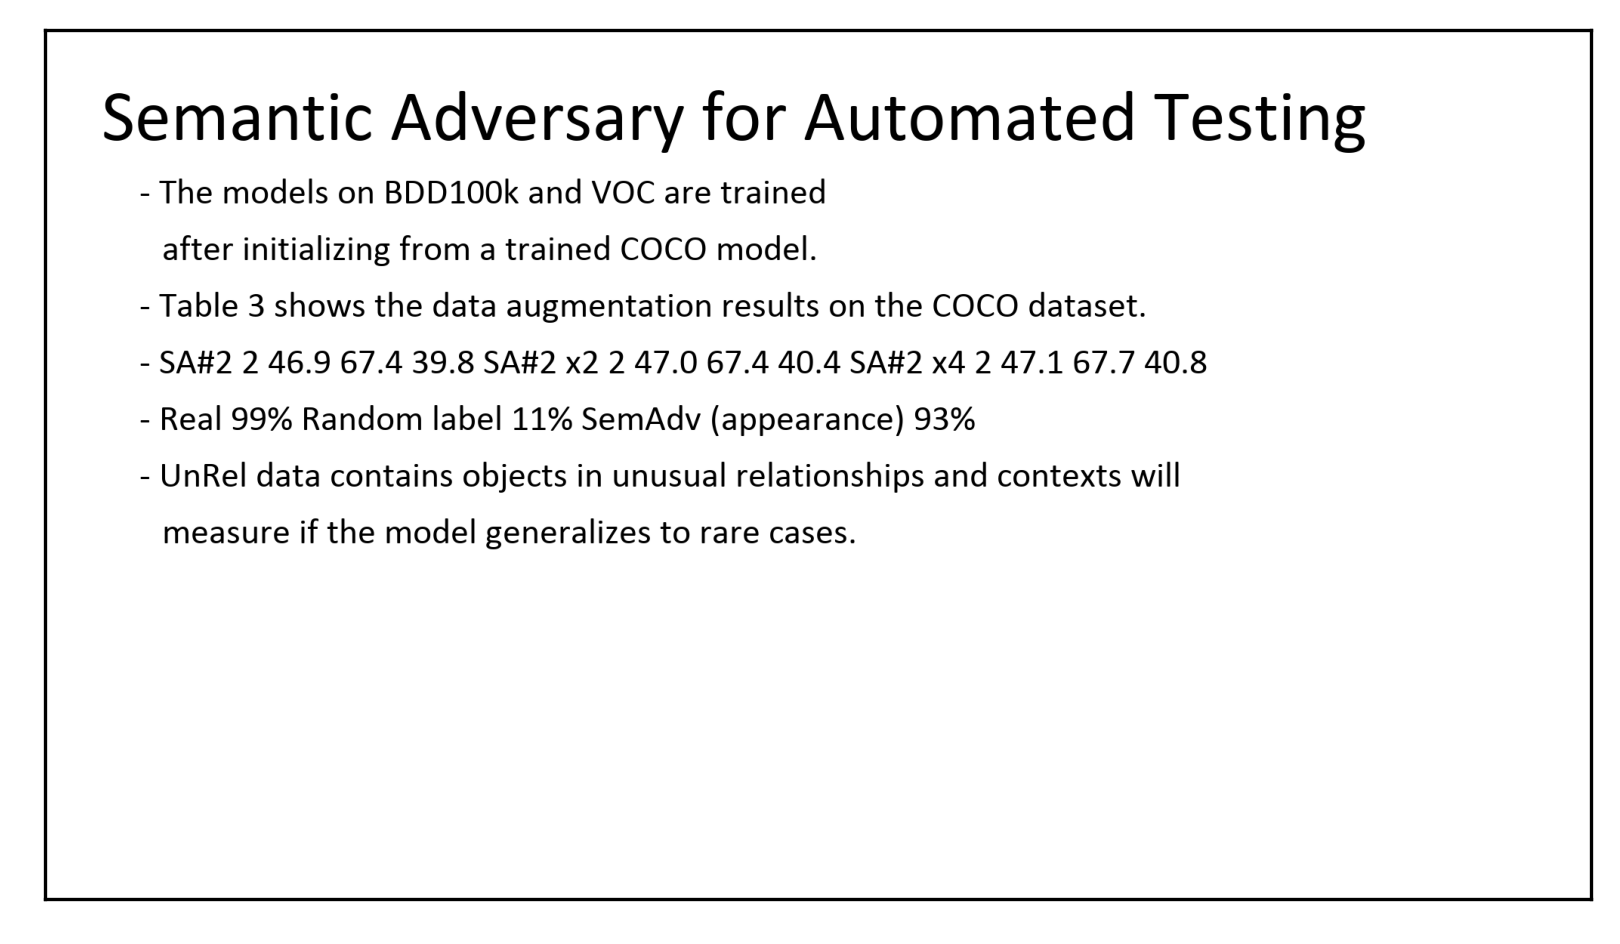 Semantic Adversary for Automated Testing
- The models on BDD100k and VOC are trained
after initializing from a trained COCO model.
- Table 3 shows the data augmentation results on the COCO dataset.
- SA#2 2 46.9 67.4 39.8 SA#2 x2 2 47.0 67.4 40.4 SA#2 x4 2 47.1 67.7 40.8
- Real 99% Random label 11% SemAdv (appearance) 93%
- UnRel data contains objects in unusual relationships and contexts will
measure if the model generalizes to rare cases.